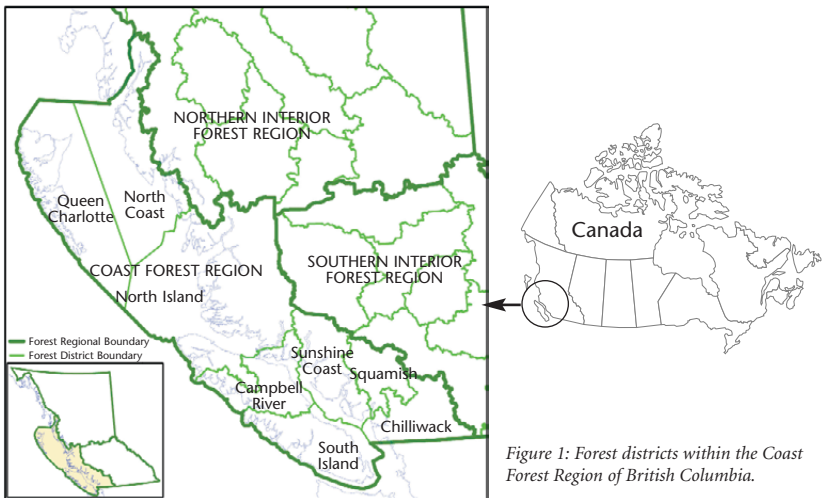 NORTHERN INTERIOR
FOREST REGION
Queen
Charlotte
North
Coast
COAST FOREST REGION
North Island
SOUTHERN INTERIOR
FOREST REGION
Forest Regional Boundary
Forest District Boundary
Sunshine
Coast
Squamish
Campbell
River
Chilliwack
South
Island
Canada
Figure 1: Forest districts within the Coast
Forest Region of British Columbia.